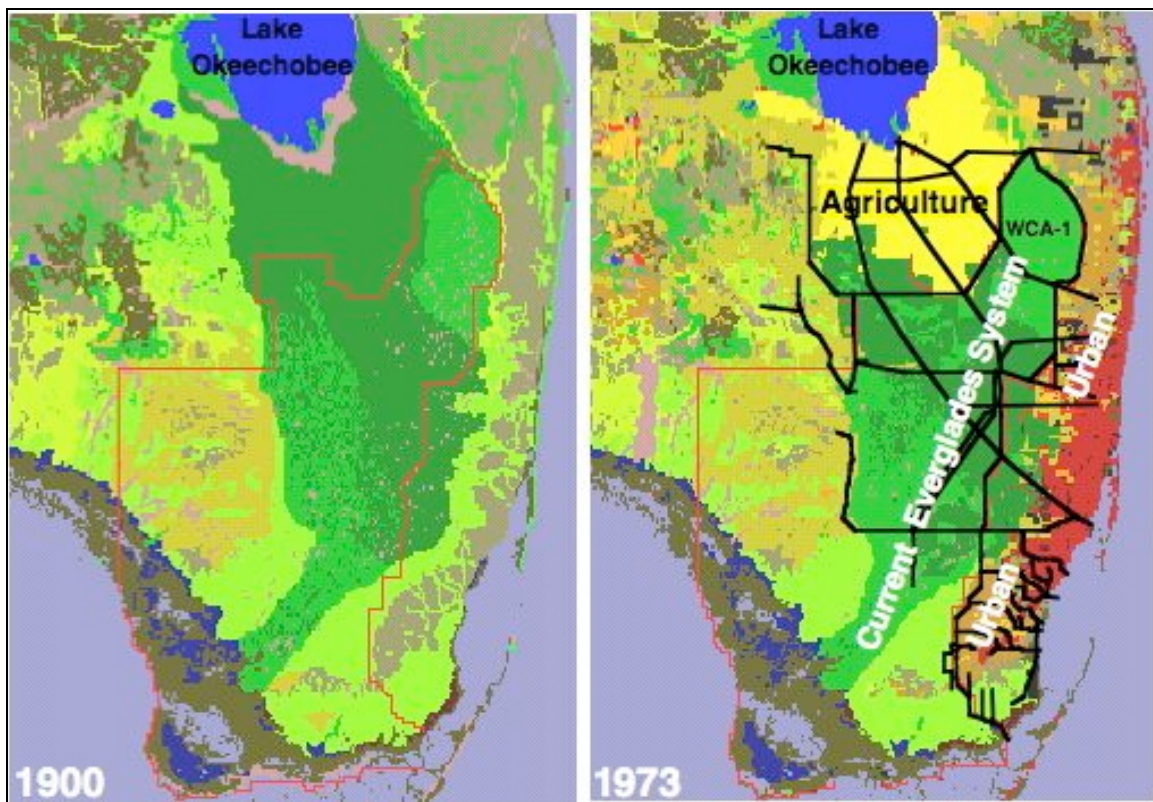 Lake
Okeechobee
1900
Lake
Okeechobee
Agriculture
WCA-1
Current Everglades System
Urban
Urban
1973